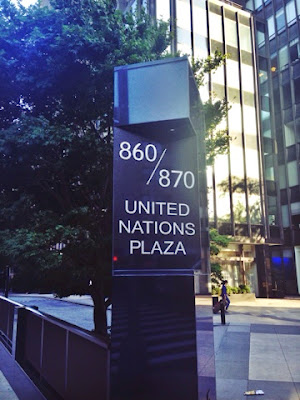 860/
870
UNITED
NATIONS
PLAZA